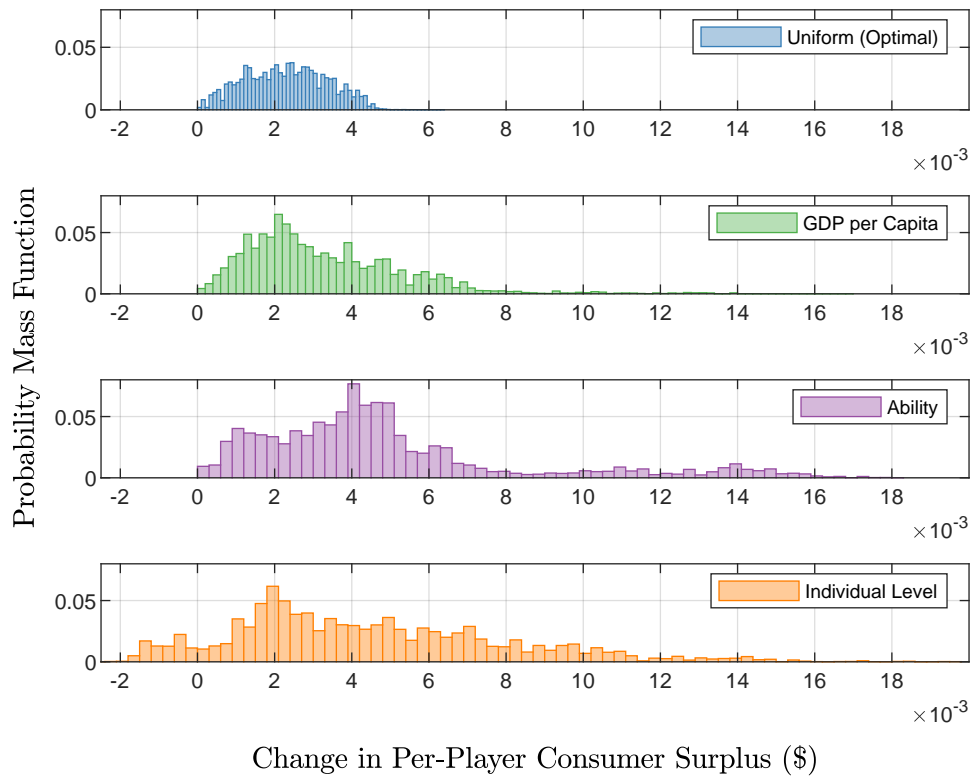 Probability Mass Function
0.05
0
Uniform (Optimal)
-2 0 2 4 6 8 10 12 14 16 18
×10-3
0.05
0
GDP per Capita
-2 0 2 4 6 8 10 12 14 16 18
×10-3
0.05
0
Ability
-2 0 2 4 6 8 10 12 14 16 18
×10-3
0.05
0
Individual Level
-2 0 2 4 6 8 10 12 14 16 18
×10-3
Change in Per-Player Consumer Surplus ($)